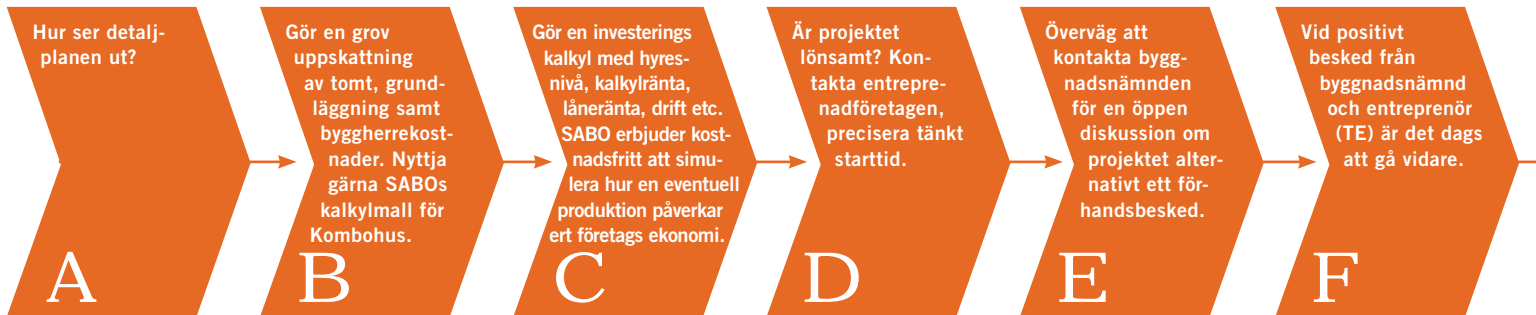 Hur ser detalj-
planen ut?
A
Gör en grov
uppskattning
av tomt, grund-
läggning samt
byggherrekost-
nader. Nyttja
gärna SABOs
kalkylmall för
Kombohus.
B
Gör en investerings
kalkyl med hyres-
nivå, kalkylränta,
låneränta, drift etc.
SABO erbjuder kost-
nadsfritt att simu-
lera hur en eventuell
produktion påverkar
ert företags ekonomi.
C
Är projektet
lönsamt? Kon-
takta entrepre-
nadföretagen,
precisera tänkt
starttid.
D
Överväg att
kontakta bygg-
nadsnämnden
för en öppen
diskussion om
projektet alter-
nativt ett för-
handsbesked.
E
Vid positivt
besked från
byggnadsnämnd
och entreprenör
(TE) är det dags
att gå vidare.
F